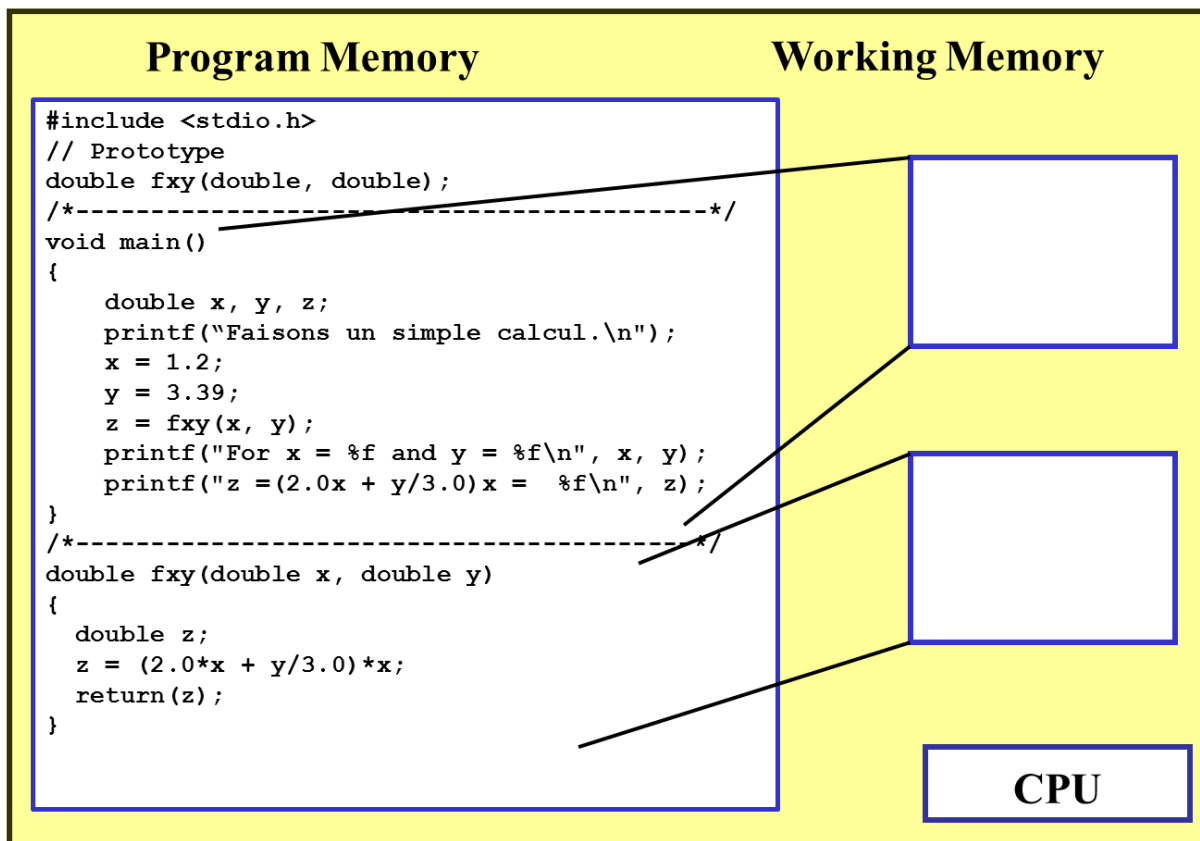 Program Memory
Working Memory
#include <stdio.h>
// Prototype
double fxy(double, double);
/*------------------------------------------*/
void main()
{
    double x, y, z;
    printf(‟Faisons un simple calcul.\n");
    x = 1.2;
    y = 3.39;
    z = fxy(x, y);
    printf("For x = %f and y = %f\n", x, y);
    printf("z =(2.0x + y/3.0)x =  %f\n", z);
}
/*-----------------------------------------*/
double fxy(double x, double y)
{
  double z;
  z = (2.0*x + y/3.0)*x;
  return(z);
}
CPU